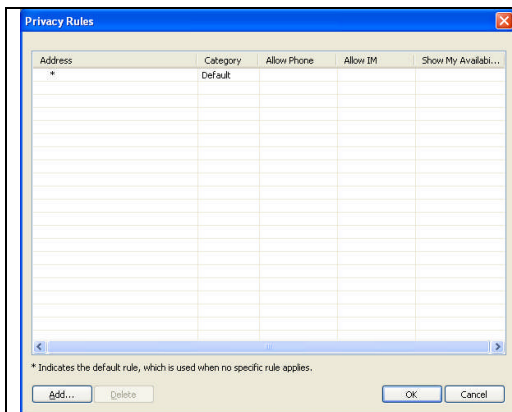 Privacy Rules
Address Category Allow Phone Allow IM Show My Availabi...
* Default
* Indicates the default rule, which is used when no specific rule applies.
Add... Delete OK Cancel